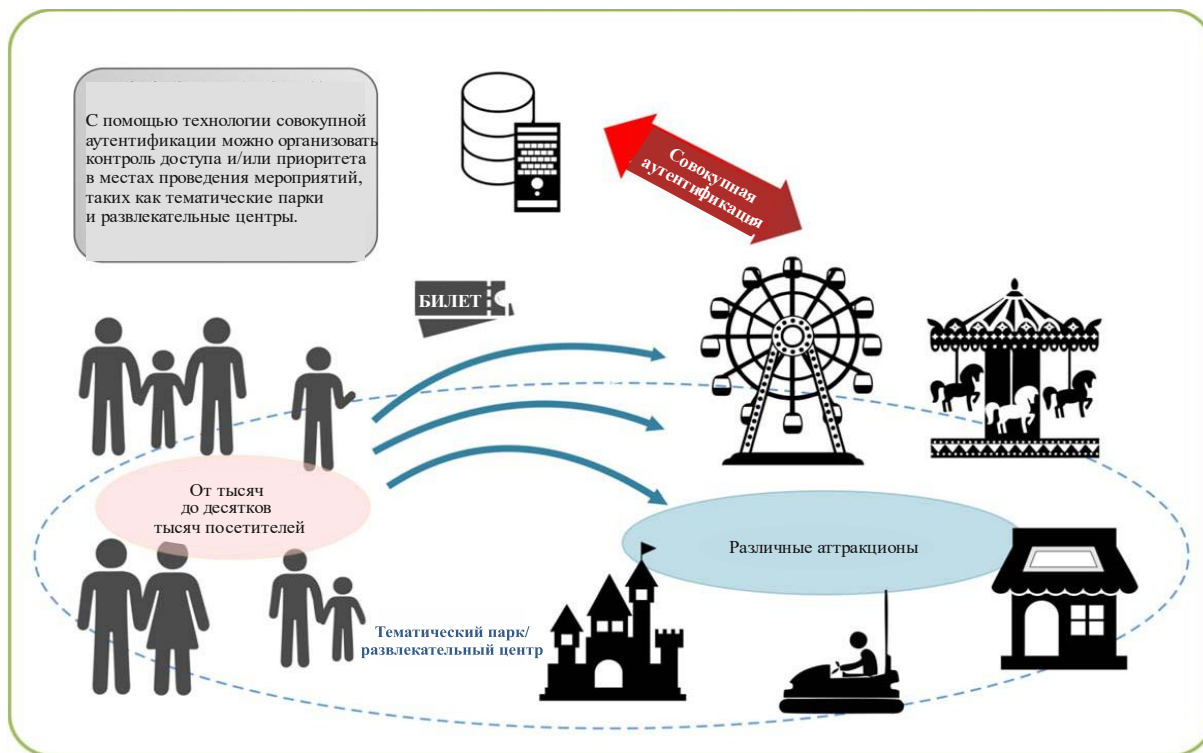 С помощью технологии совокупной
аутентификации можно организовать
контроль доступа и/или приоритета
в местах проведения мероприятий,
таких как тематические парки
и развлекательные центры.
Совокупная
аутентификация
БИЛЕТ
От тысяч
до десятков
тысяч посетителей
Различные аттракционы
Тематический парк/
развлекательный центр